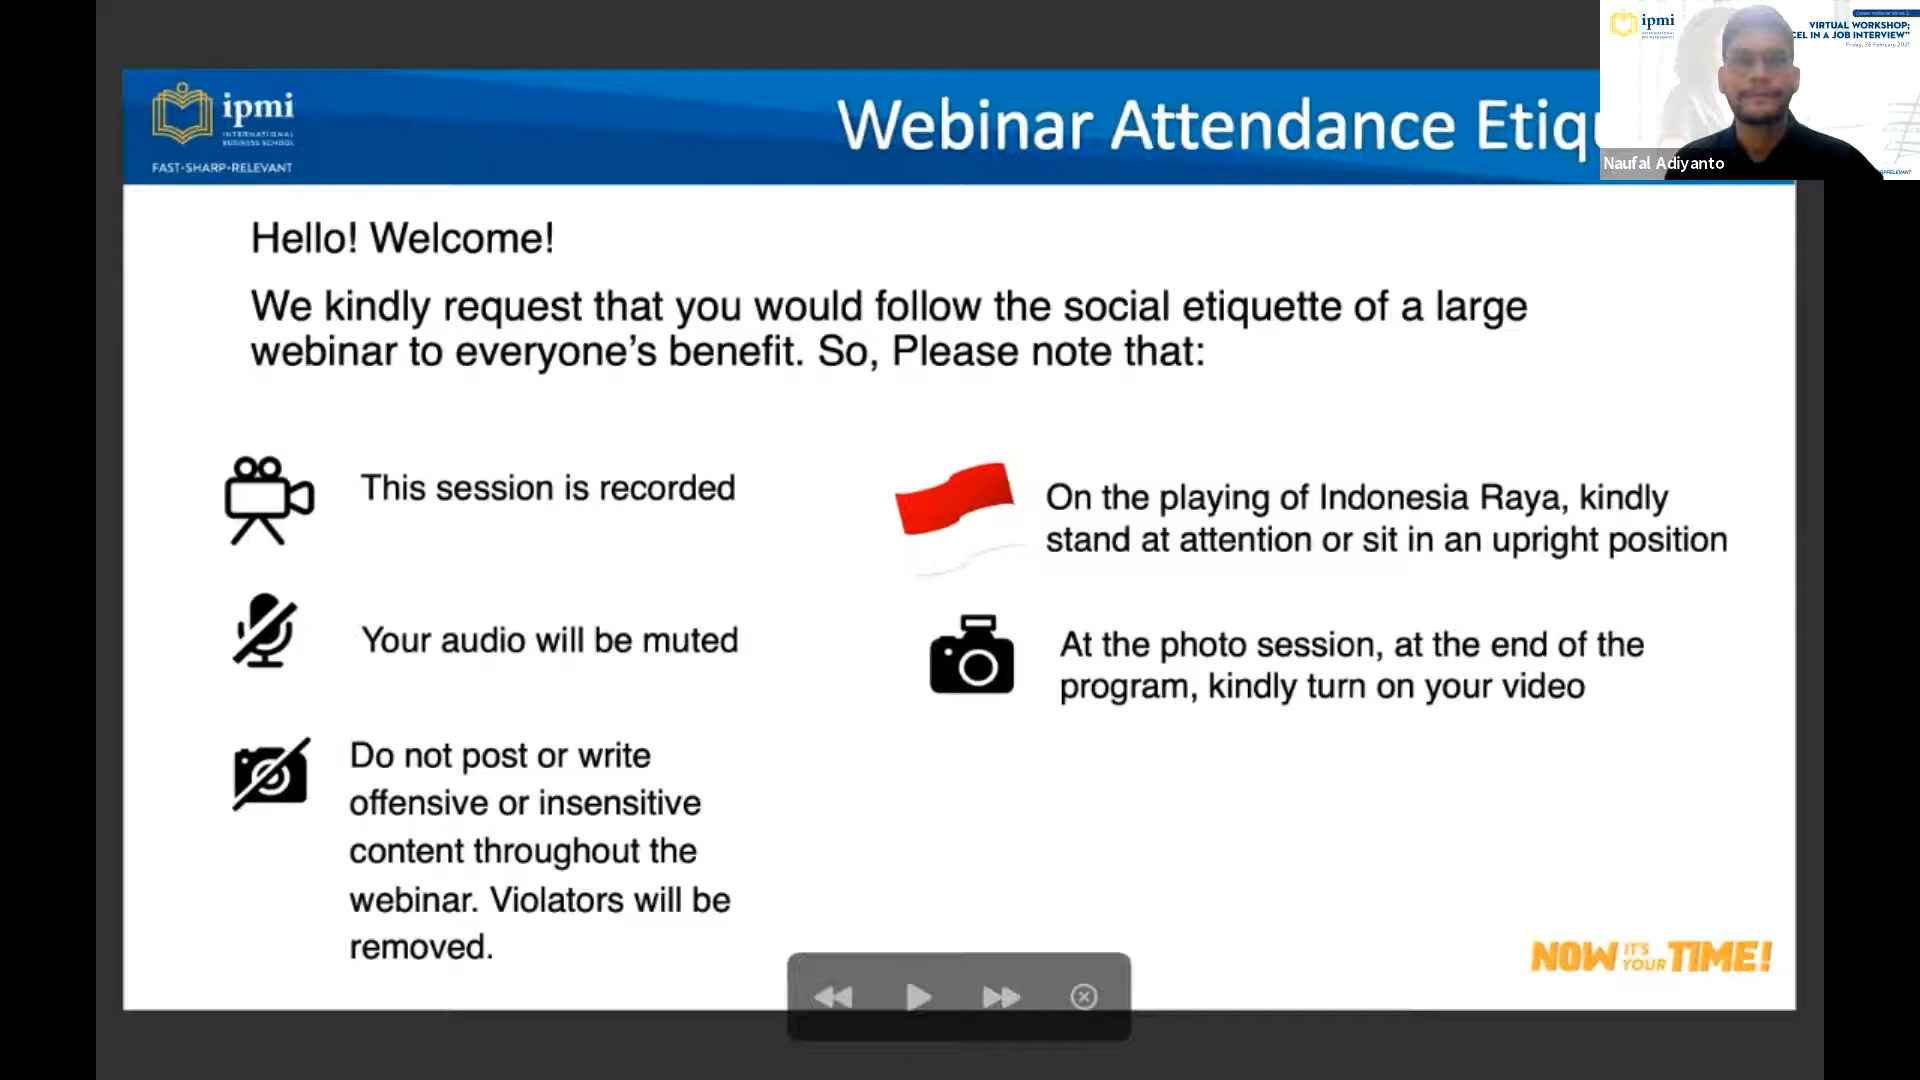 ipmi
INTERNATIONAL
BUSINESS SCHOOL
FAST·SHARP·RELEVANT
Webinar Attendance Etiq
ipmi
VIRTUAL WORKSHOP;
CEL IN A JOB INTERVIEW"
Friday, 26 February 2021
Naufal Adiyanto
Hello! Welcome!
We kindly request that you would follow the social etiquette of a large
webinar to everyone’s benefit. So, Please note that:
This session is recorded
Your audio will be muted
Do not post or write
offensive or insensitive
content throughout the
webinar. Violators will be
removed.
On the playing of Indonesia Raya, kindly
stand at attention or sit in an upright position
At the photo session, at the end of the
program, kindly turn on your video
NOW IT'S YOUR TIME!